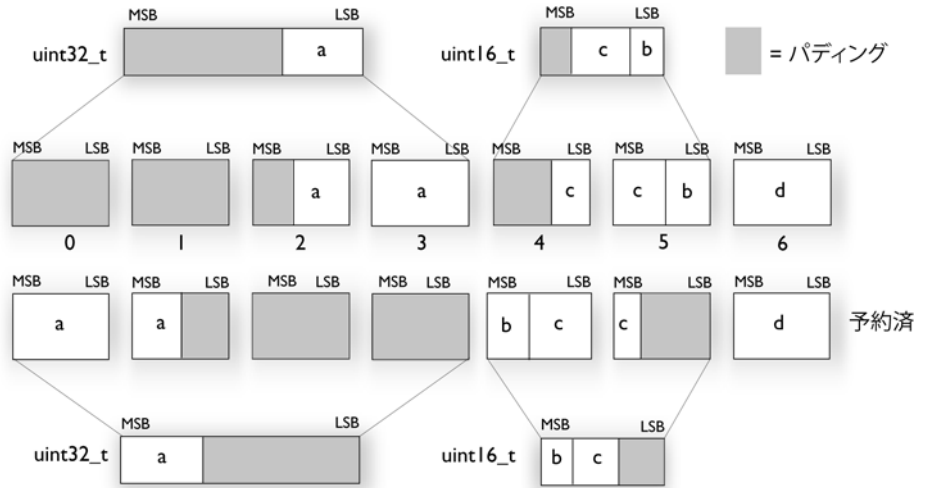 MSB LSB MSB LSB
uint32_t a uint16_t c b = パディング
MSB LSB MSB LSB MSB LSB MSB LSB MSB LSB MSB LSB MSB LSB
a a c c b d
0 1 2 3 4 5 6
MSB LSB MSB LSB MSB LSB MSB LSB MSB LSB MSB LSB MSB LSB
a a b c c d 予約済
MSB LSB MSB LSB
uint32_t a uint16_t b c